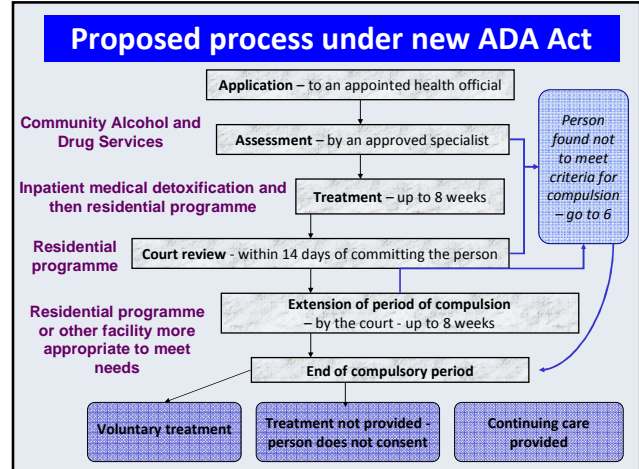 Proposed process under new ADA Act
Application – to an appointed health official
Community Alcohol and
Drug Services
Assessment – by an approved specialist
Person
found not
to meet
criteria for
compulsion
– go to 6
Inpatient medical detoxification and
then residential programme
Treatment – up to 8 weeks
Residential
programme
Court review - within 14 days of committing the person
Residential programme
or other facility more
appropriate to meet
needs
Extension of period of compulsion
– by the court - up to 8 weeks
End of compulsory period
Voluntary treatment
Treatment not provided -
person does not consent
Continuing care
provided